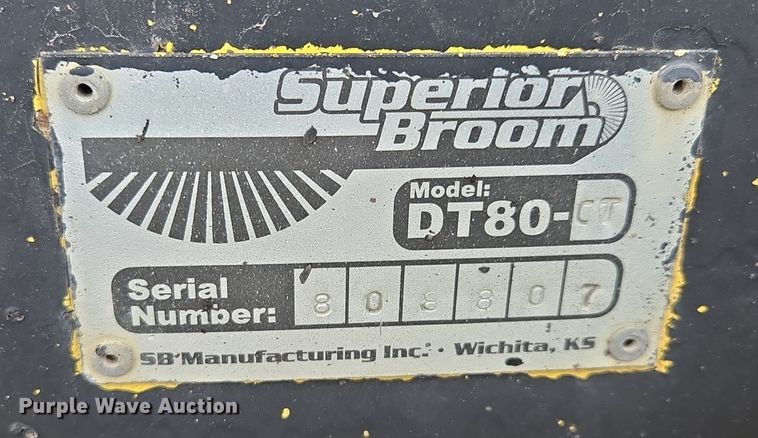 Superior
Broom
Model:
DT80-CT
Serial
Number: 808807
SB Manufacturing Inc. · Wichita, KS
Purple Wave Auction